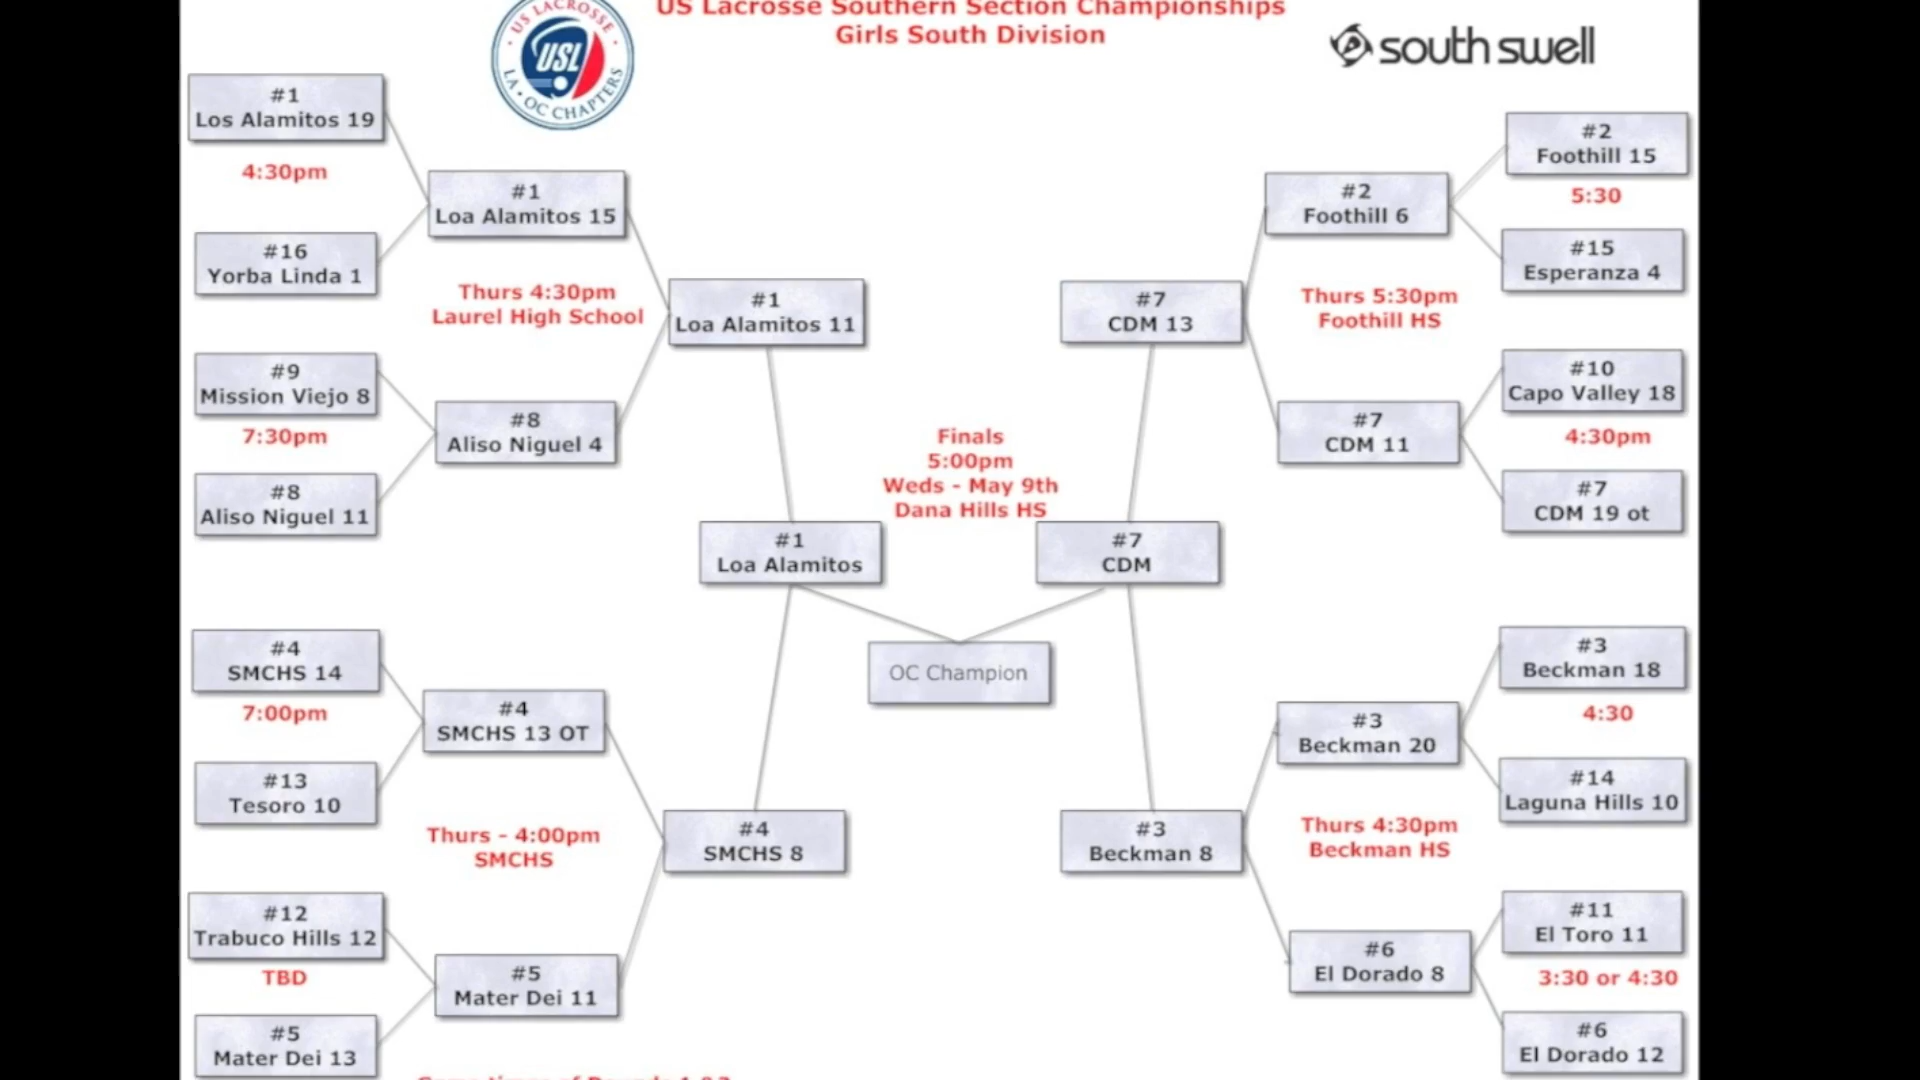 US Lacrosse Southern Section Championships
Girls South Division
US LACROSSE
USL
LA • OC CHAPTERS
south swell
#1
Los Alamitos 19
4:30pm
#16
Yorba Linda 1
#9
Mission Viejo 8
7:30pm
#8
Aliso Niguel 11
#4
SMCHS 14
7:00pm
#13
Tesoro 10
#12
Trabuco Hills 12
TBD
#5
Mater Dei 13
#1
Loa Alamitos 15
Thurs 4:30pm
Laurel High School
#8
Aliso Niguel 4
#4
SMCHS 13 OT
Thurs - 4:00pm
SMCHS
#5
Mater Dei 11
#1
Loa Alamitos 11
#4
SMCHS 8
#1
Loa Alamitos
Finals
5:00pm
Weds - May 9th
Dana Hills HS
#7
CDM
OC Champion
#7
CDM 13
#3
Beckman 8
#2
Foothill 6
Thurs 5:30pm
Foothill HS
#7
CDM 11
#3
Beckman 20
Thurs 4:30pm
Beckman HS
#6
El Dorado 8
#2
Foothill 15
5:30
#15
Esperanza 4
#10
Capo Valley 18
4:30pm
#7
CDM 19 ot
#3
Beckman 18
4:30
#14
Laguna Hills 10
#11
El Toro 11
3:30 or 4:30
#6
El Dorado 12